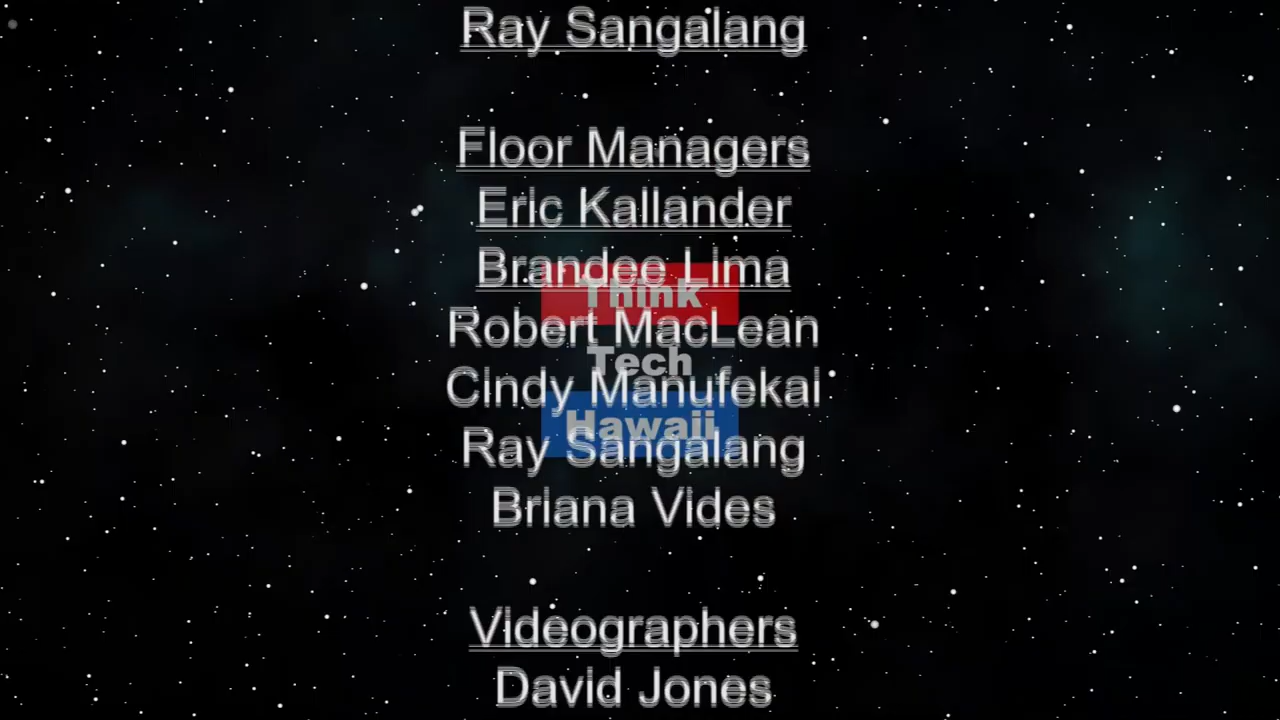 Ray Sangalang
Floor Managers
Eric Kallander
Brandee Lima
Think
Robert MacLean
Tech
Cindy Manufekai
Hawaii
Ray Sangalang
Briana Vides
Videographers
David Jones